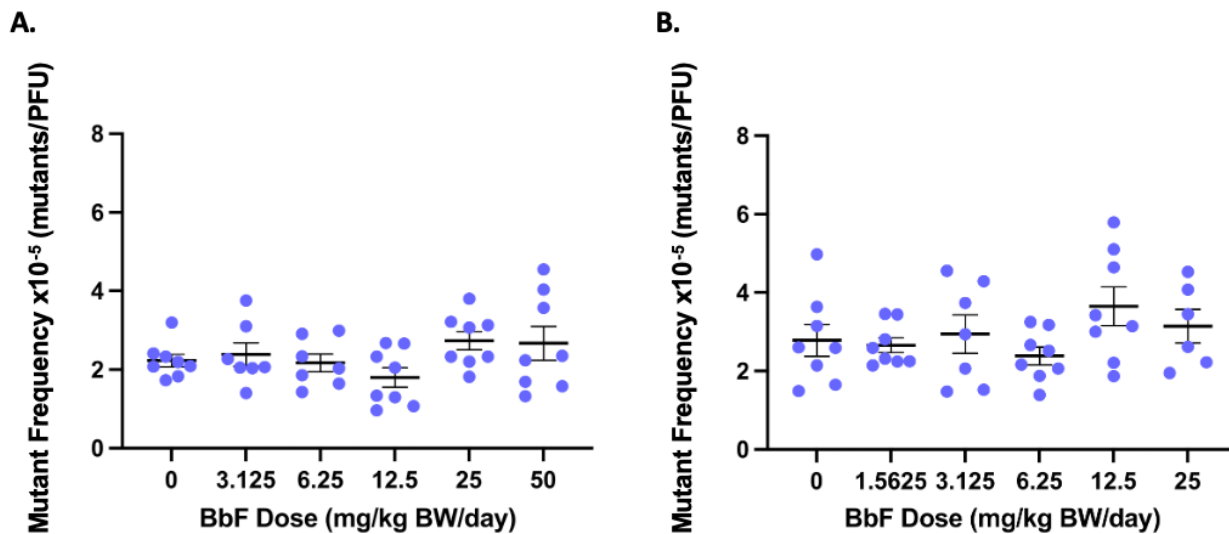 A.
Mutant Frequency x10⁻⁵ (mutants/PFU)
8
6
4
2
0
0 3.125 6.25 12.5 25 50
BbF Dose (mg/kg BW/day)
B.
Mutant Frequency x10⁻⁵ (mutants/PFU)
8
6
4
2
0
0 1.5625 3.125 6.25 12.5 25
BbF Dose (mg/kg BW/day)